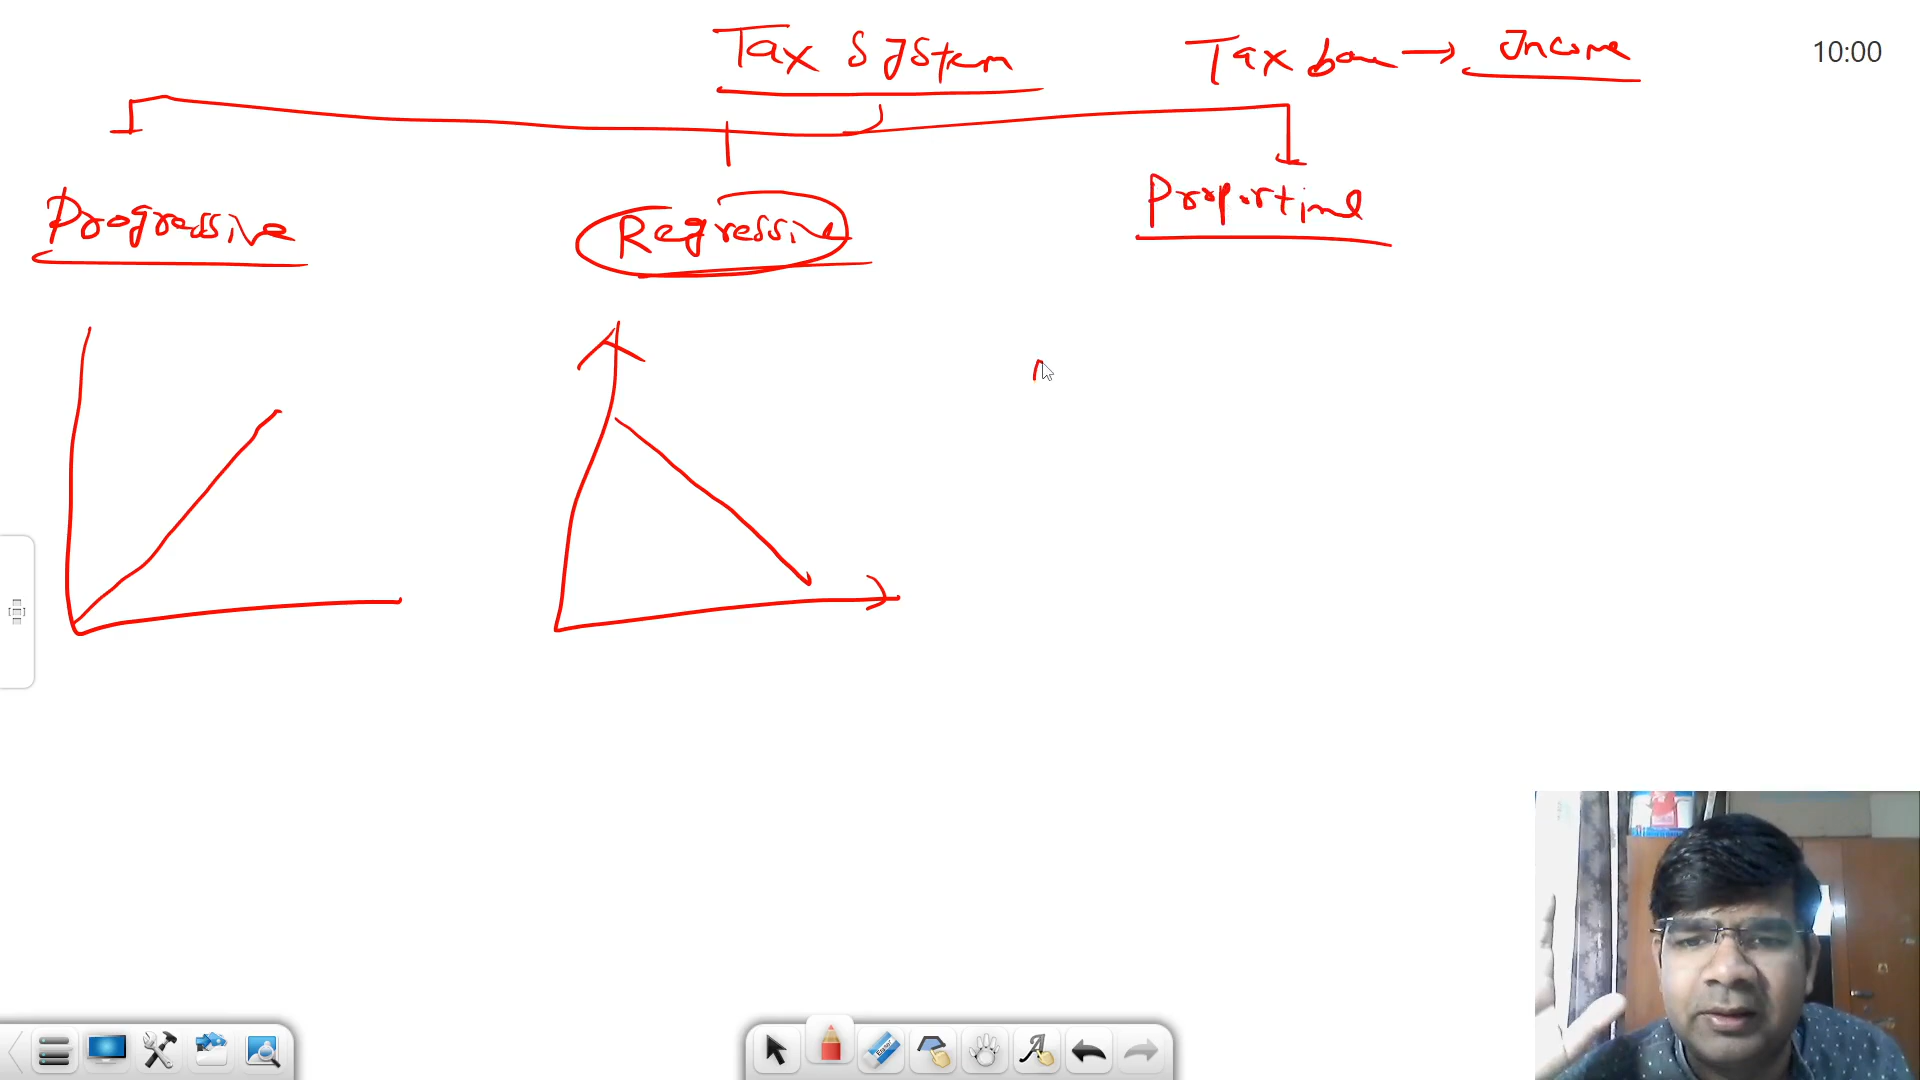 Tax System
Tax base → Income
10:00
Progressive
Regressive
Proportional